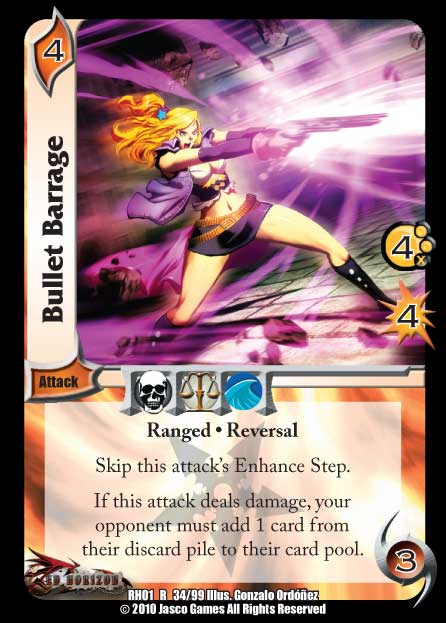 4
Bullet Barrage
4
x
4
Attack
Ranged • Reversal
Skip this attack's Enhance Step.
If this attack deals damage, your
opponent must add 1 card from
their discard pile to their card pool.
3
RED HORIZON
RH01 R 34/99 Illus. Gonzalo Ordóñez
© 2010 Jasco Games All Rights Reserved